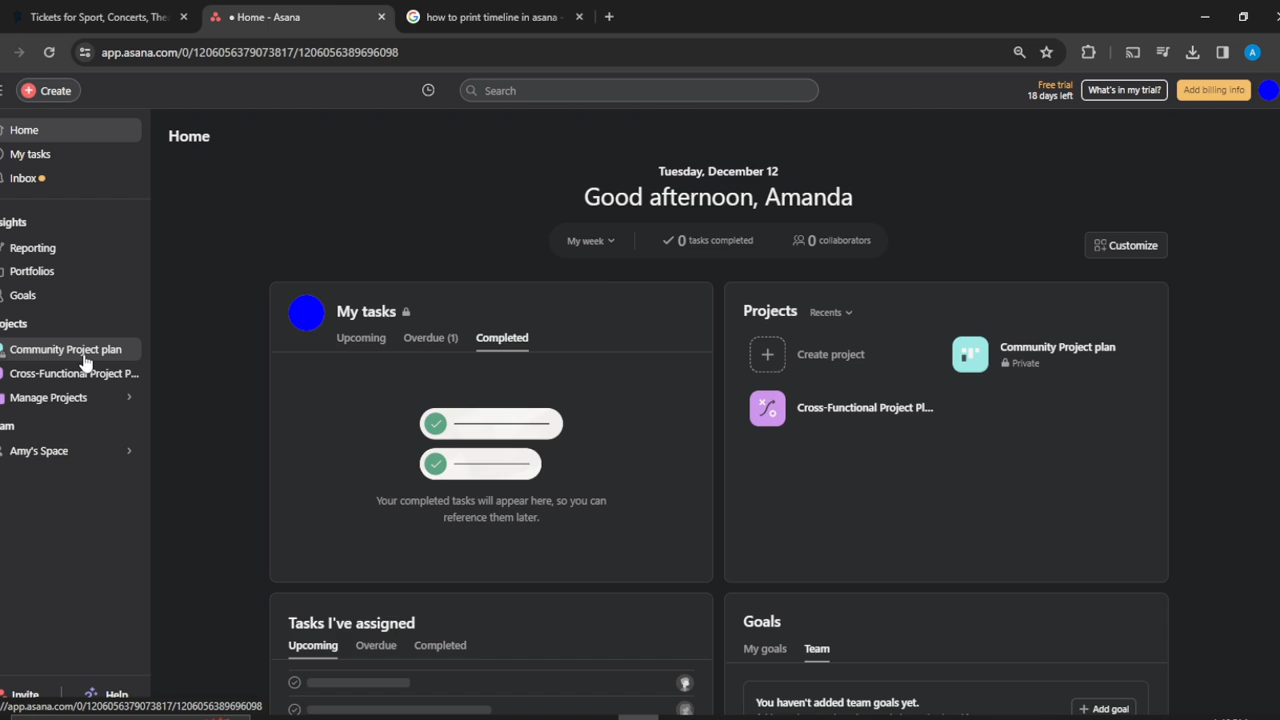 Tickets for Sport, Concerts, The
• Home - Asana
how to print timeline in asana -
app.asana.com/0/1206056379073817/1206056389696098
Create
Search
Free trial
18 days left
What's in my trial?
Add billing info
Home
My tasks
Inbox
sights
Reporting
Portfolios
Goals
ojects
Community Project plan
Cross-Functional Project P...
Manage Projects
am
Amy's Space
Invite
Help
//app.asana.com/0/1206056379073817/1206056389696098
Home
Tuesday, December 12
Good afternoon, Amanda
My week
0 tasks completed
0 collaborators
Customize
My tasks
Upcoming
Overdue (1)
Completed
Your completed tasks will appear here, so you can
reference them later.
Projects
Recents
Create project
Community Project plan
Private
Cross-Functional Project Pl...
Tasks I've assigned
Upcoming
Overdue
Completed
Goals
My goals
Team
You haven't added team goals yet.
Add goal